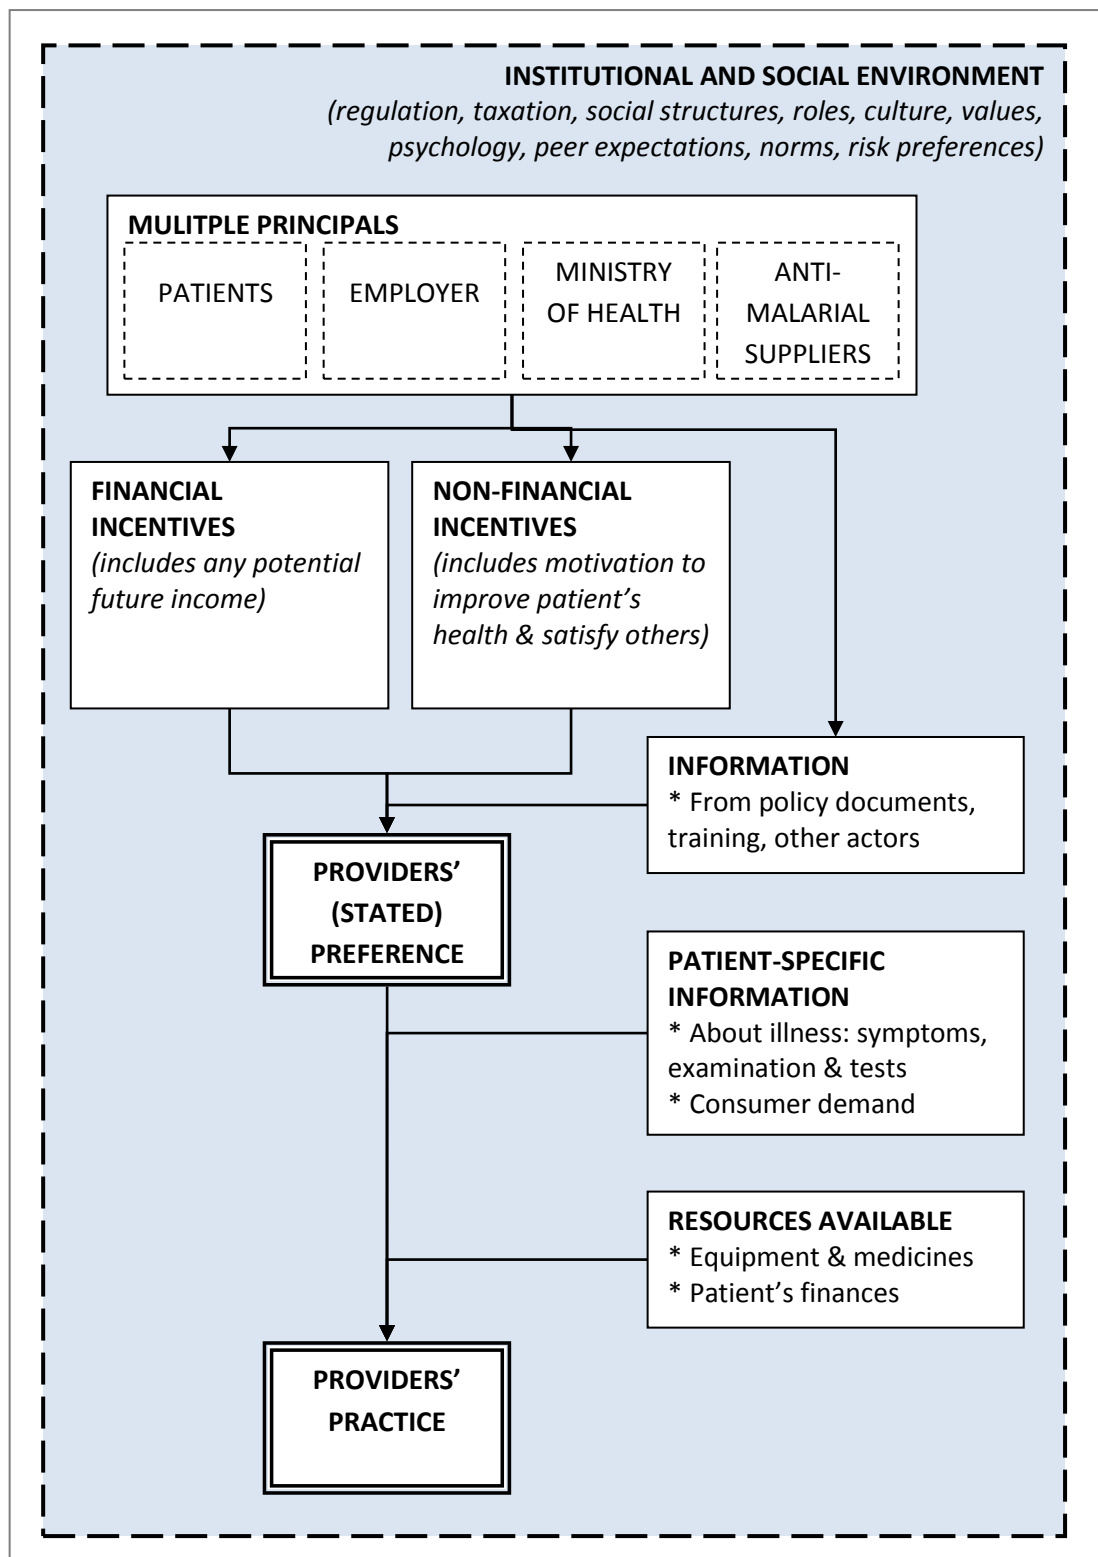 INSTITUTIONAL AND SOCIAL ENVIRONMENT
(regulation, taxation, social structures, roles, culture, values,
psychology, peer expectations, norms, risk preferences)
MULITPLE PRINCIPALS
PATIENTS
EMPLOYER
MINISTRY
OF HEALTH
ANTI-
MALARIAL
SUPPLIERS
FINANCIAL
INCENTIVES
(includes any potential
future income)
NON-FINANCIAL
INCENTIVES
(includes motivation to
improve patient’s
health & satisfy others)
INFORMATION
* From policy documents,
training, other actors
PROVIDERS’
(STATED)
PREFERENCE
PATIENT-SPECIFIC
INFORMATION
* About illness: symptoms,
examination & tests
* Consumer demand
RESOURCES AVAILABLE
* Equipment & medicines
* Patient’s finances
PROVIDERS’
PRACTICE